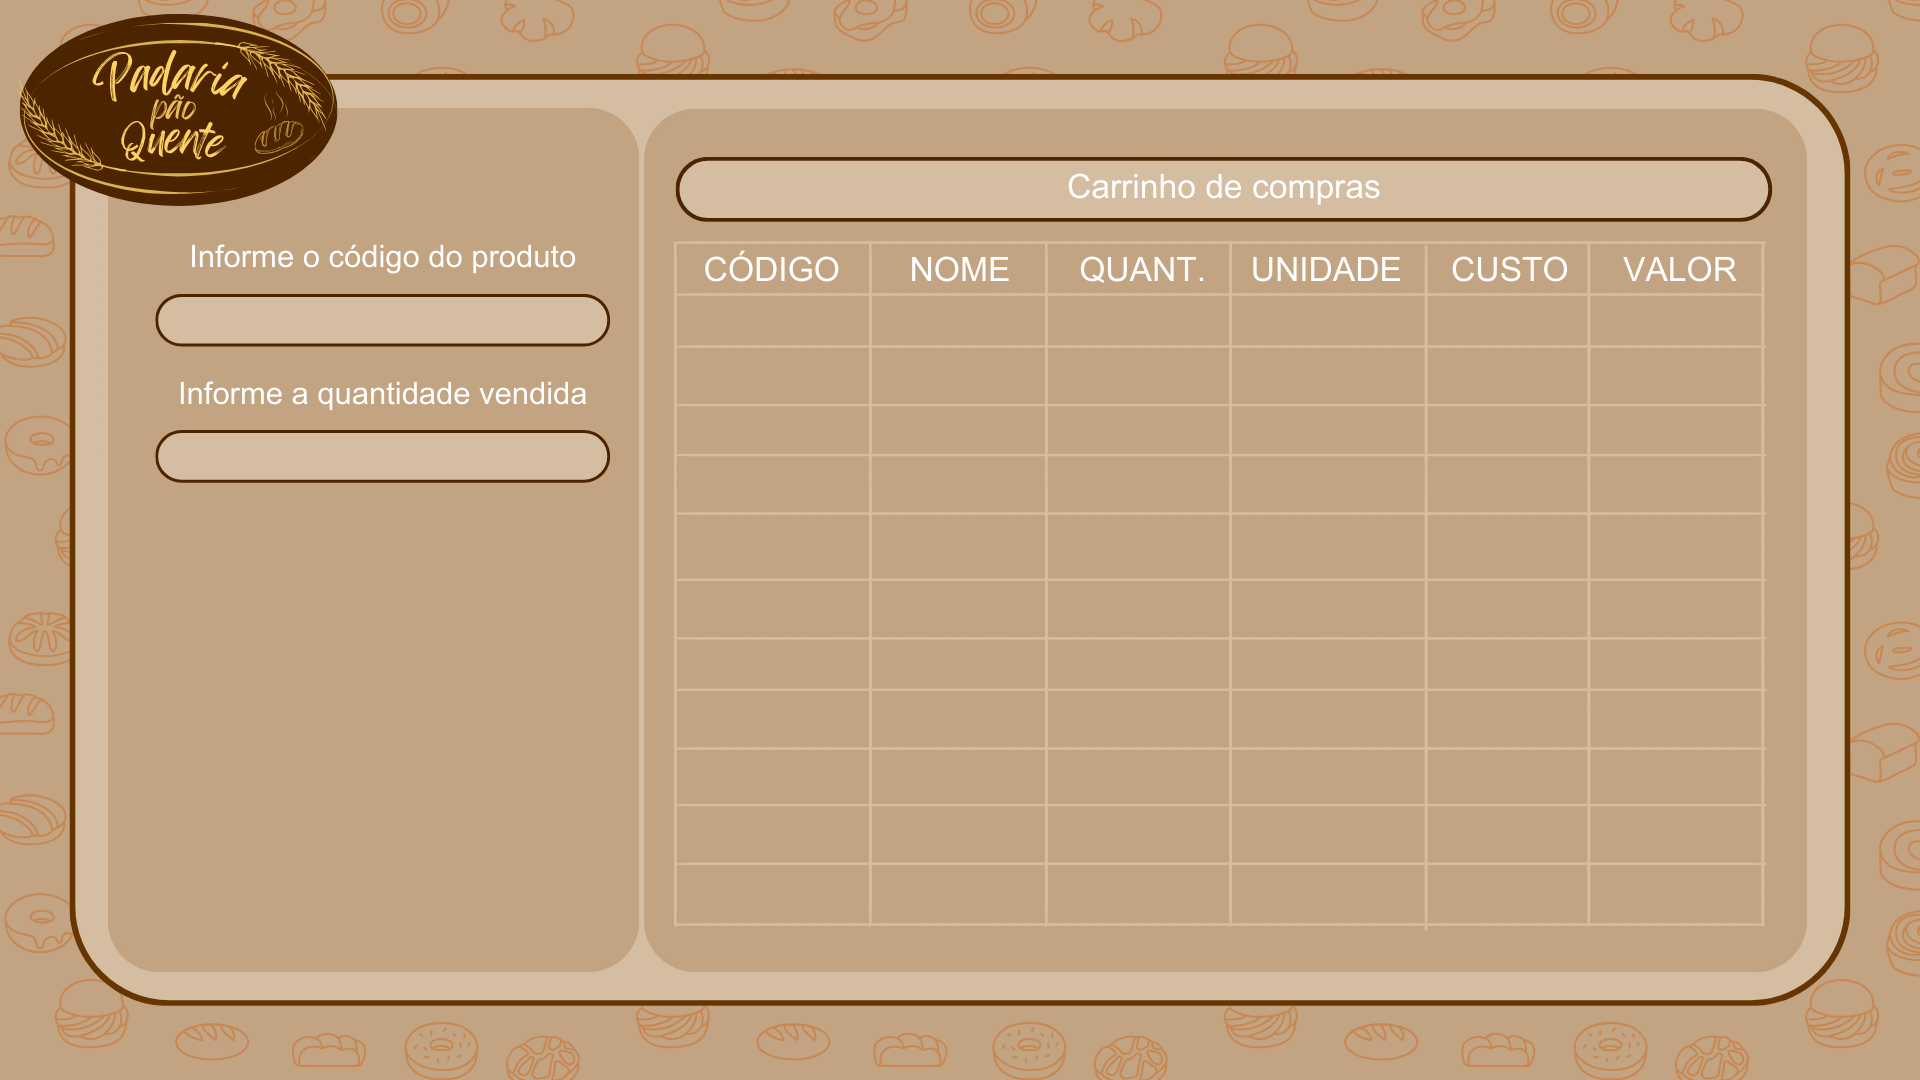 Padaria
pão
Quente
Informe o código do produto
Informe a quantidade vendida
Carrinho de compras
CÓDIGO NOME QUANT. UNIDADE CUSTO VALOR